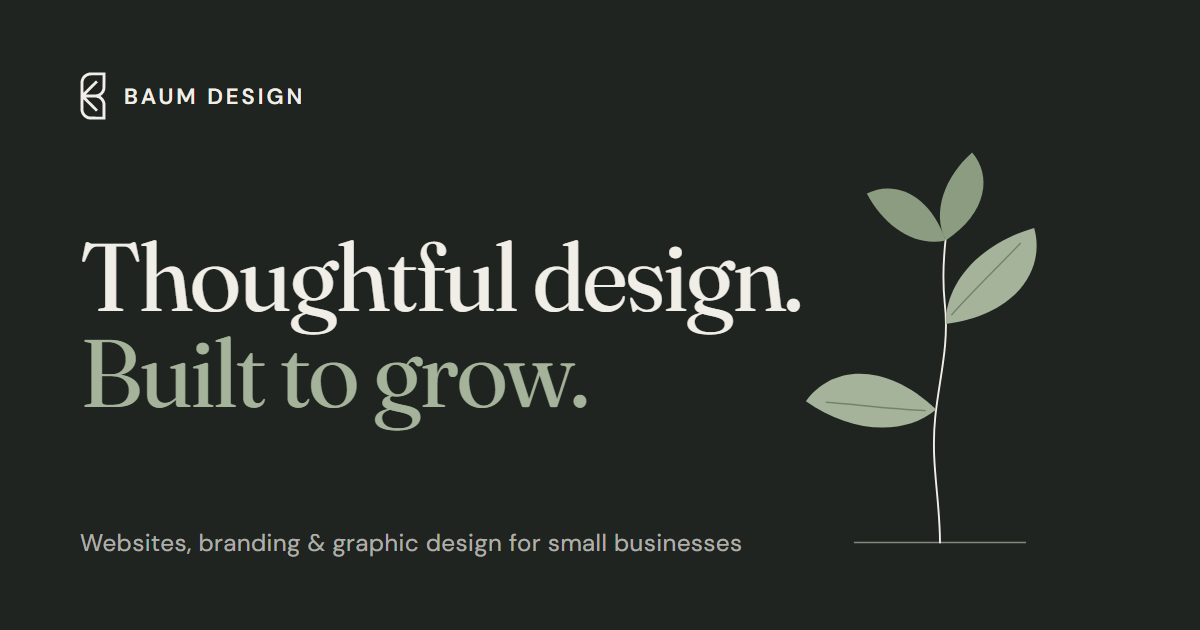 BAUM DESIGN
Thoughtful design.
Built to grow.
Websites, branding & graphic design for small businesses